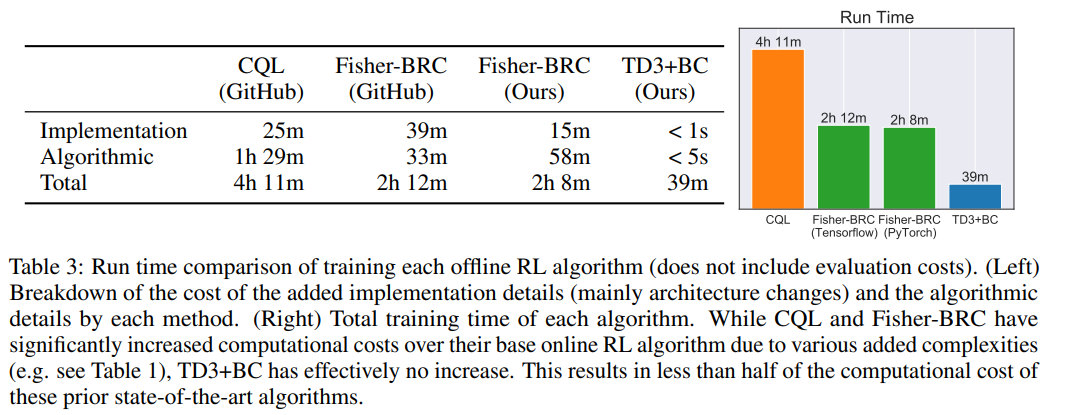 CQL Fisher-BRC Fisher-BRC TD3+BC
(GitHub) (GitHub) (Ours) (Ours)
Implementation 25m 39m 15m < 1s
Algorithmic 1h 29m 33m 58m < 5s
Total 4h 11m 2h 12m 2h 8m 39m
Run Time
4h 11m
2h 12m 2h 8m
39m
CQL Fisher-BRC Fisher-BRC TD3+BC
(Tensorflow) (PyTorch)
Table 3: Run time comparison of training each offline RL algorithm (does not include evaluation costs). (Left)
Breakdown of the cost of the added implementation details (mainly architecture changes) and the algorithmic
details by each method. (Right) Total training time of each algorithm. While CQL and Fisher-BRC have
significantly increased computational costs over their base online RL algorithm due to various added complexities
(e.g. see Table 1), TD3+BC has effectively no increase. This results in less than half of the computational cost of
these prior state-of-the-art algorithms.